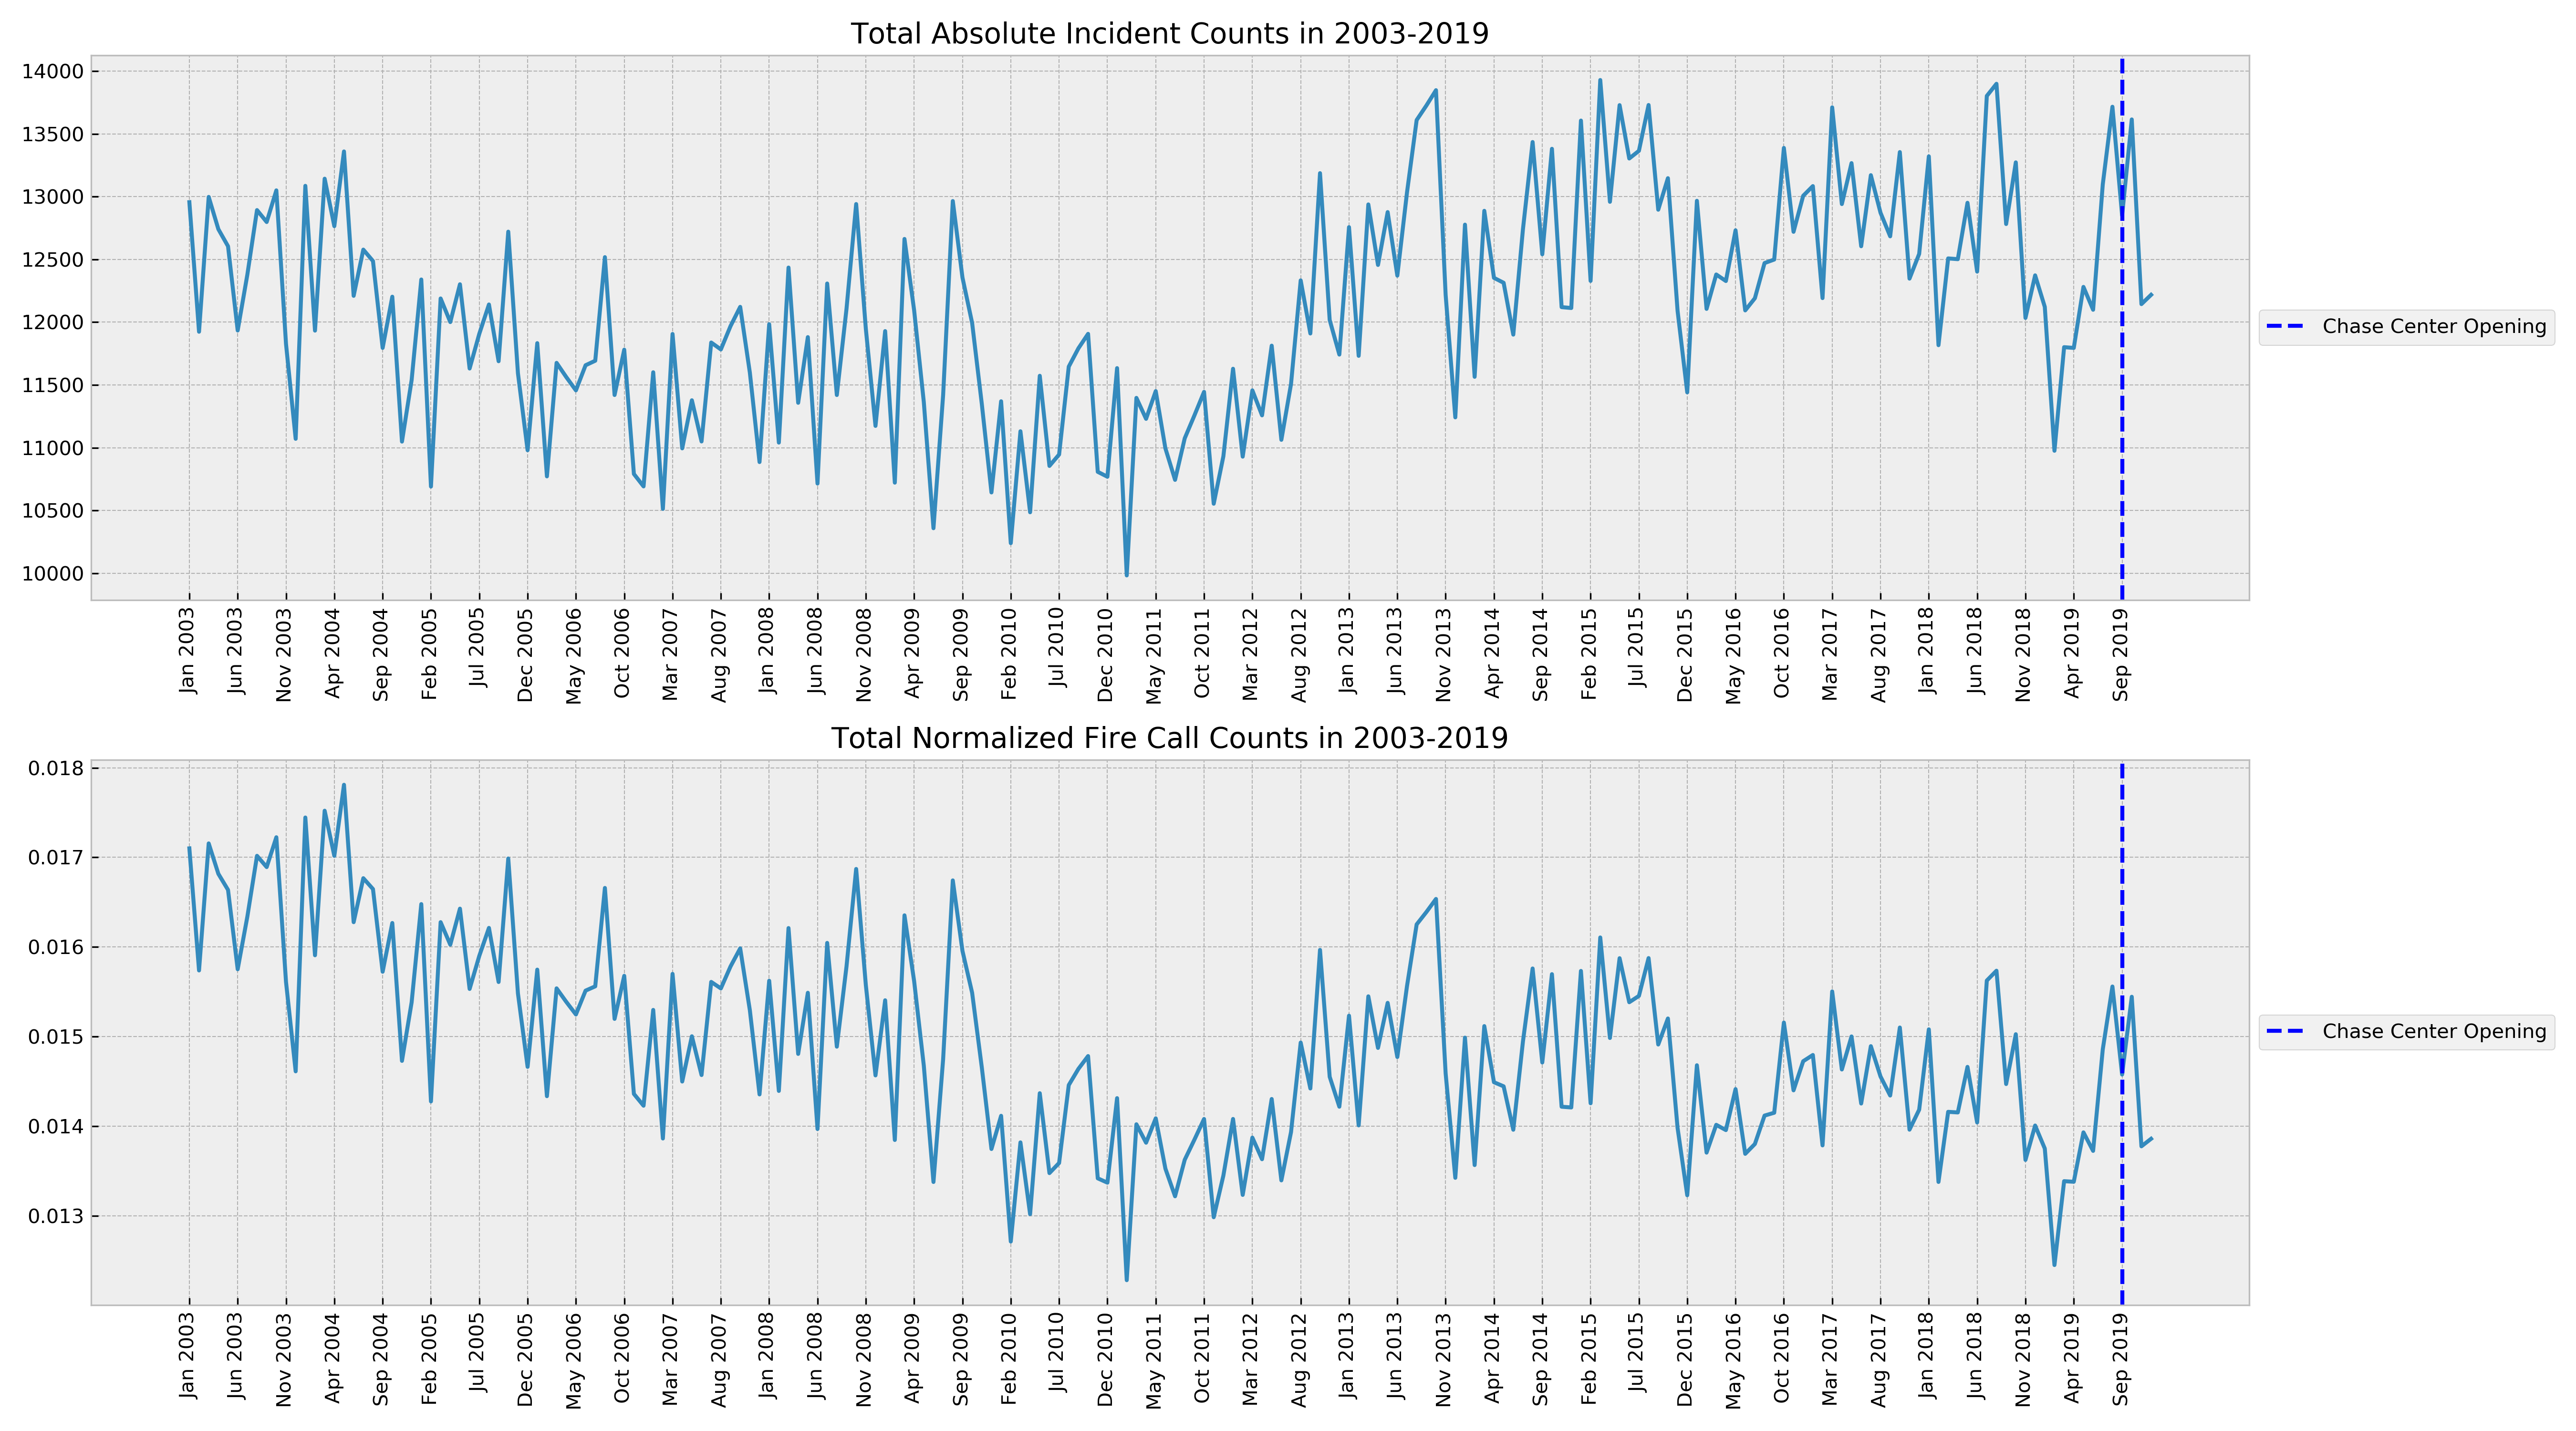 Total Absolute Incident Counts in 2003-2019
14000
13500
13000
12500
12000
11500
11000
10500
10000
Chase Center Opening
Jan 2003
Jun 2003
Nov 2003
Apr 2004
Sep 2004
Feb 2005
Jul 2005
Dec 2005
May 2006
Oct 2006
Mar 2007
Aug 2007
Jan 2008
Jun 2008
Nov 2008
Apr 2009
Sep 2009
Feb 2010
Jul 2010
Dec 2010
May 2011
Oct 2011
Mar 2012
Aug 2012
Jan 2013
Jun 2013
Nov 2013
Apr 2014
Sep 2014
Feb 2015
Jul 2015
Dec 2015
May 2016
Oct 2016
Mar 2017
Aug 2017
Jan 2018
Jun 2018
Nov 2018
Apr 2019
Sep 2019
Total Normalized Fire Call Counts in 2003-2019
0.018
0.017
0.016
0.015
0.014
0.013
Chase Center Opening
Jan 2003
Jun 2003
Nov 2003
Apr 2004
Sep 2004
Feb 2005
Jul 2005
Dec 2005
May 2006
Oct 2006
Mar 2007
Aug 2007
Jan 2008
Jun 2008
Nov 2008
Apr 2009
Sep 2009
Feb 2010
Jul 2010
Dec 2010
May 2011
Oct 2011
Mar 2012
Aug 2012
Jan 2013
Jun 2013
Nov 2013
Apr 2014
Sep 2014
Feb 2015
Jul 2015
Dec 2015
May 2016
Oct 2016
Mar 2017
Aug 2017
Jan 2018
Jun 2018
Nov 2018
Apr 2019
Sep 2019